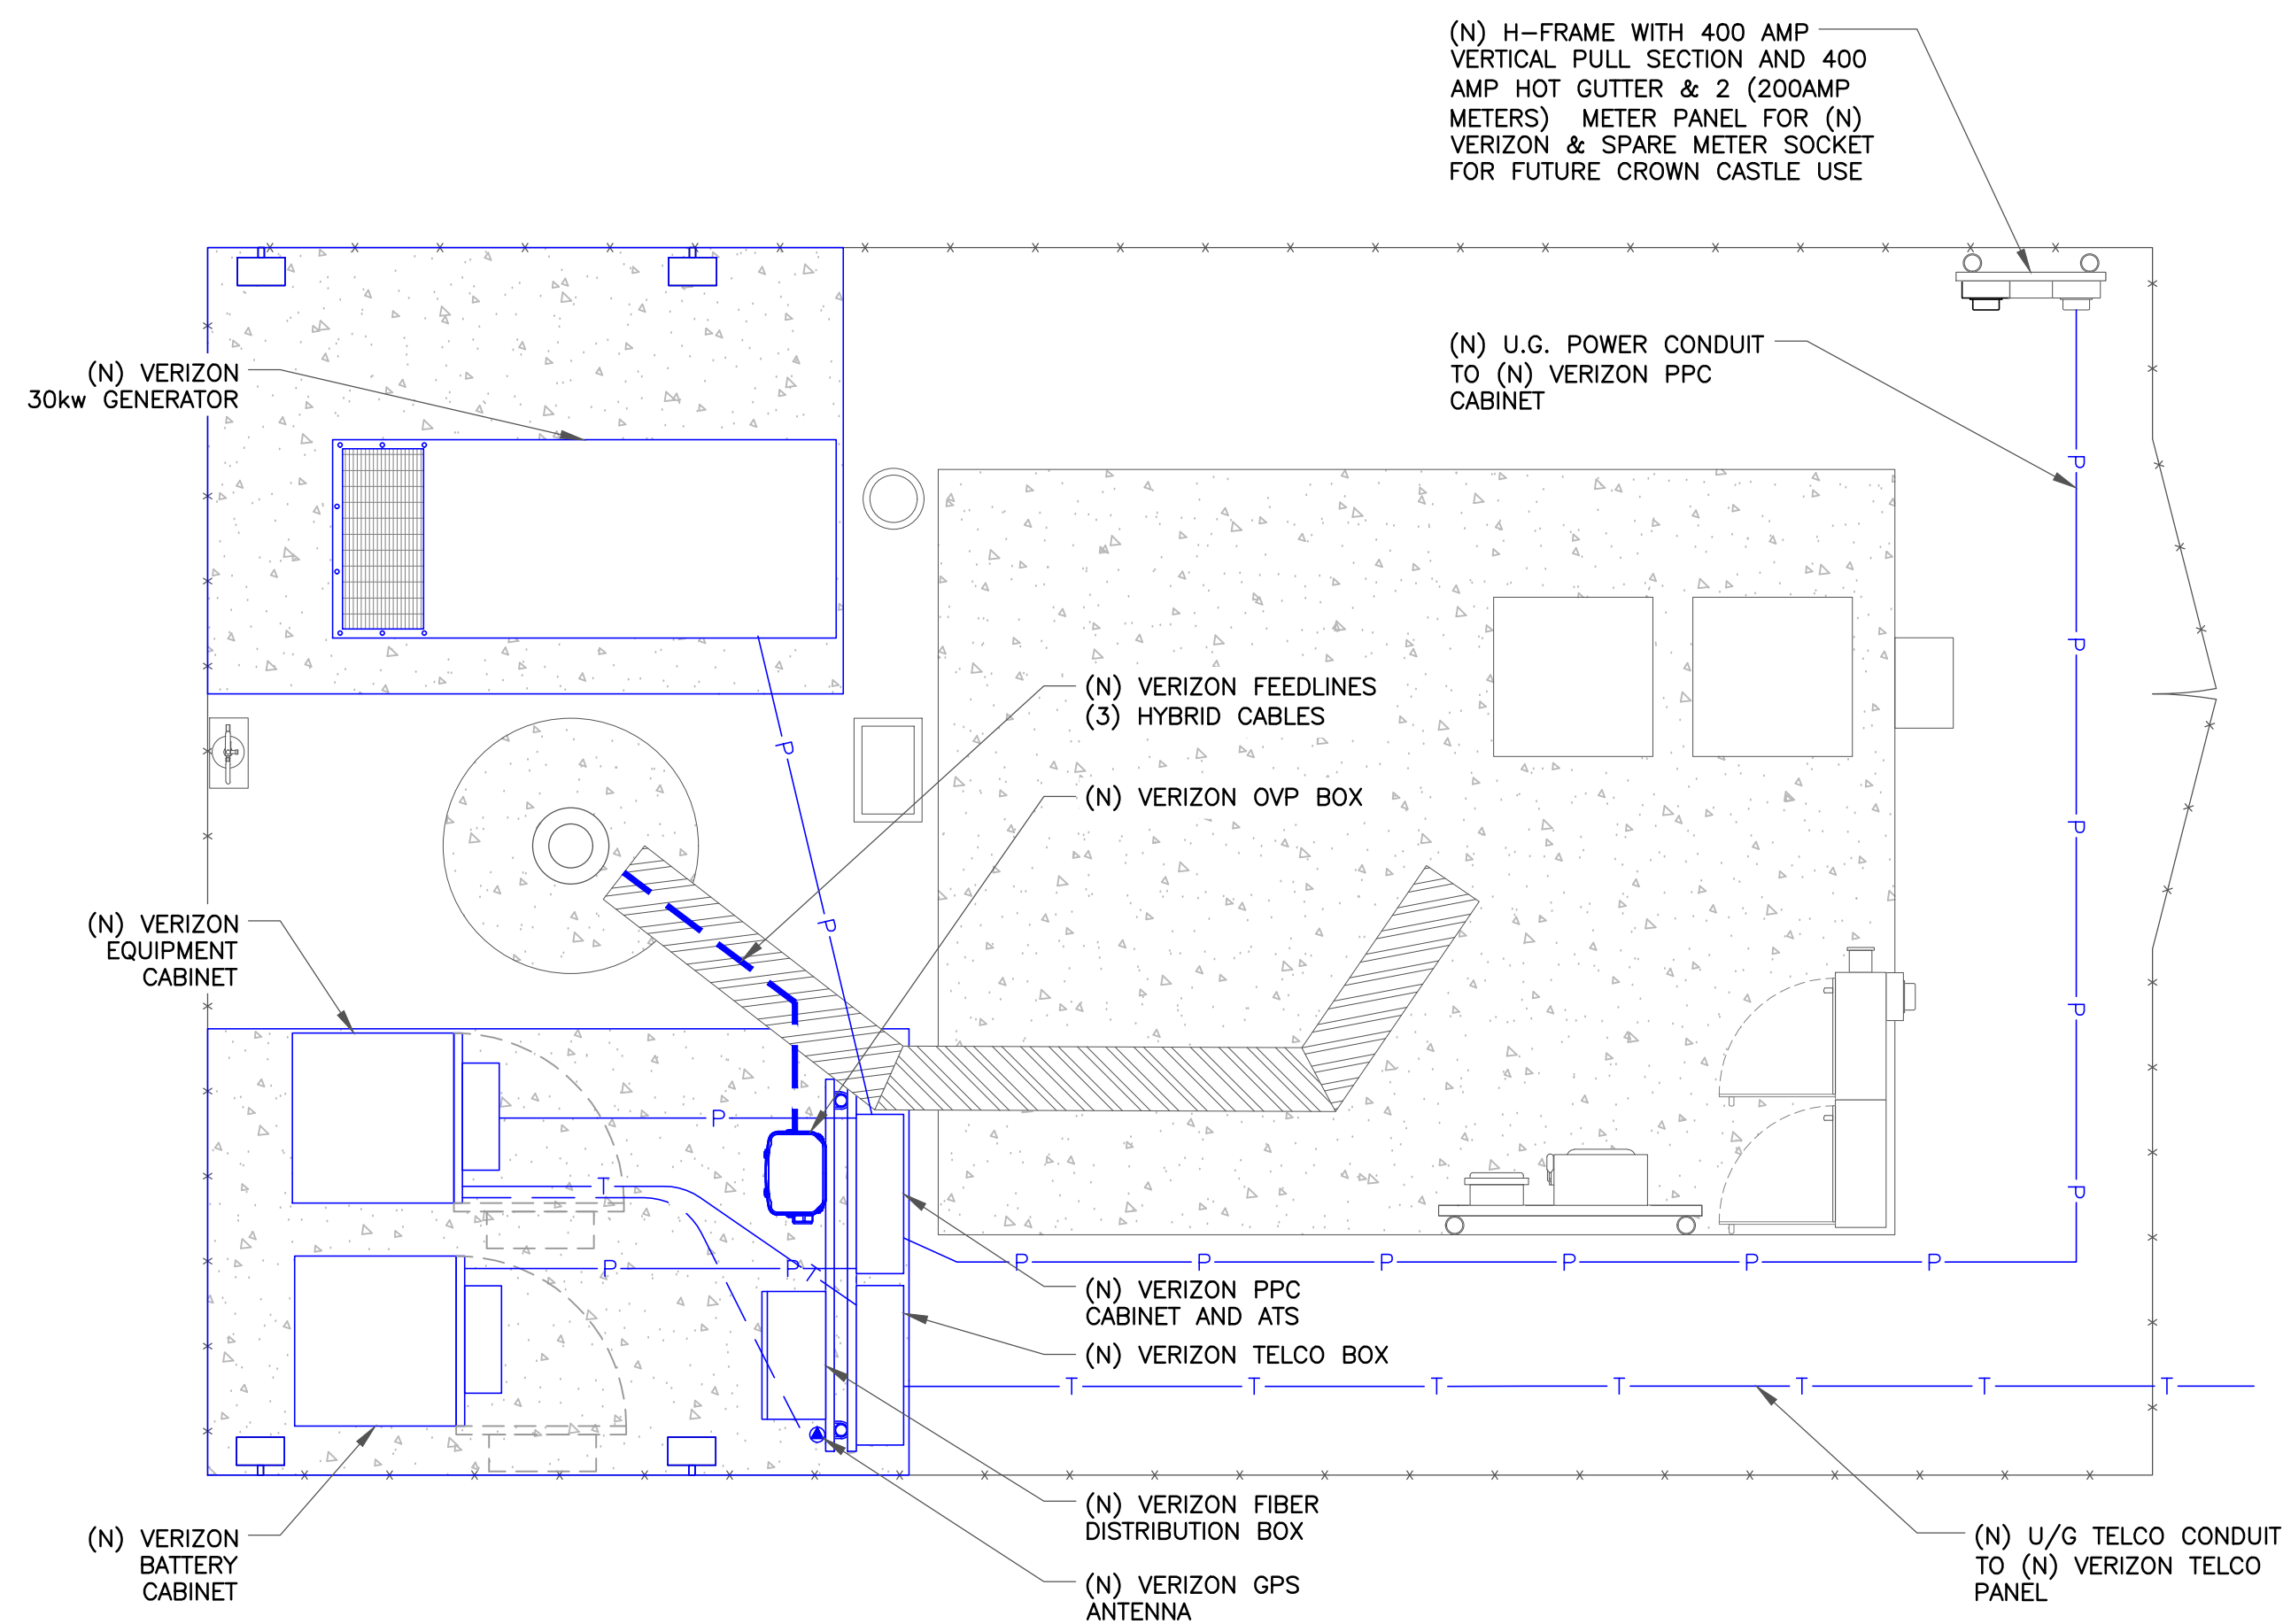 (N) H-FRAME WITH 400 AMP
VERTICAL PULL SECTION AND 400
AMP HOT GUTTER & 2 (200AMP
METERS) METER PANEL FOR (N)
VERIZON & SPARE METER SOCKET
FOR FUTURE CROWN CASTLE USE
(N) U.G. POWER CONDUIT
TO (N) VERIZON PPC
CABINET
(N) VERIZON
30kw GENERATOR
P
P
P
P
P
P
P
(N) VERIZON FEEDLINES
(3) HYBRID CABLES
(N) VERIZON OVP BOX
(N) VERIZON
EQUIPMENT
CABINET
P
T
P
P
T
P
P
P
P
P
P
(N) VERIZON PPC
CABINET AND ATS
(N) VERIZON TELCO BOX
T
T
T
T
T
T
T
(N) VERIZON FIBER
DISTRIBUTION BOX
(N) VERIZON GPS
ANTENNA
(N) VERIZON
BATTERY
CABINET
(N) U/G TELCO CONDUIT
TO (N) VERIZON TELCO
PANEL